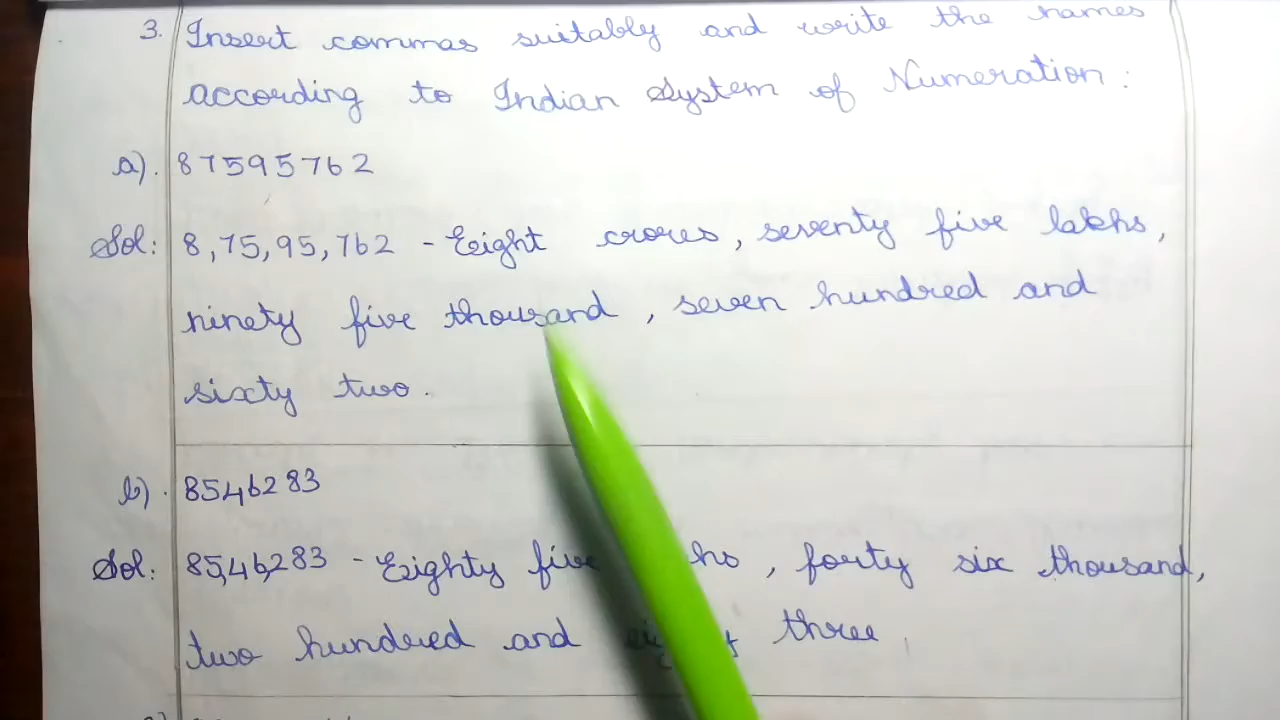 3. Insert commas suitably and write the names
according to Indian System of Numeration :
a). 87595762
Sol: 8,75,95,762 - Eight crores, seventy five lakhs,
ninety five thousand, seven hundred and
sixty two.
b). 8546283
Sol: 85,46,283 - Eighty five , forty six thousand,
two hundred and three